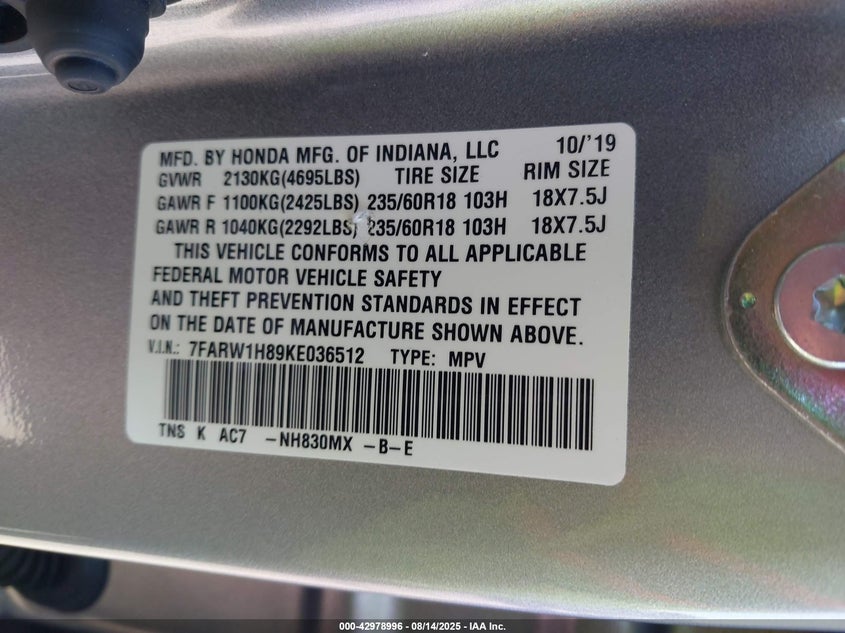 MFD. BY HONDA MFG. OF INDIANA, LLC 10/'19
GVWR 2130KG(4695LBS) TIRE SIZE RIM SIZE
GAWR F 1100KG(2425LBS) 235/60R18 103H 18X7.5J
GAWR R 1040KG(2292LBS) 235/60R18 103H 18X7.5J
THIS VEHICLE CONFORMS TO ALL APPLICABLE
FEDERAL MOTOR VEHICLE SAFETY
AND THEFT PREVENTION STANDARDS IN EFFECT
ON THE DATE OF MANUFACTURE SHOWN ABOVE.
V.I.N.: 7FARW1H89KE036512 TYPE: MPV
TNS K AC7 -NH830MX -B-E
000-42978996 - 08/14/2025 - IAA Inc.